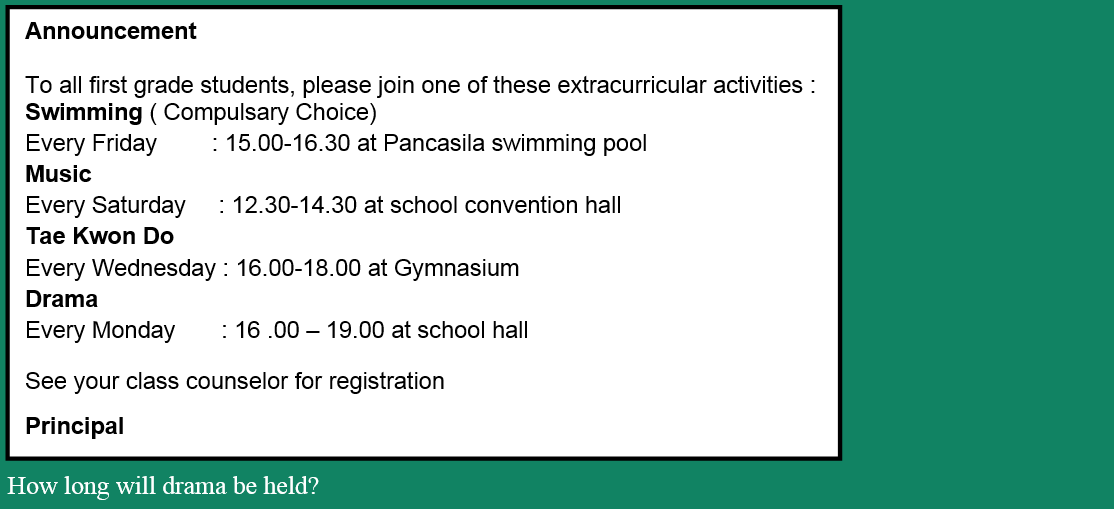 Announcement
To all first grade students, please join one of these extracurricular activities :
Swimming ( Compulsary Choice)
Every Friday : 15.00-16.30 at Pancasila swimming pool
Music
Every Saturday : 12.30-14.30 at school convention hall
Tae Kwon Do
Every Wednesday : 16.00-18.00 at Gymnasium
Drama
Every Monday : 16 .00 – 19.00 at school hall
See your class counselor for registration
Principal
How long will drama be held?